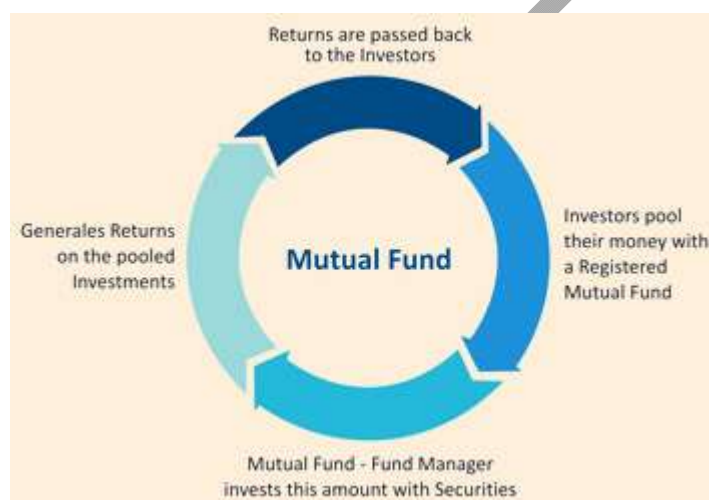 Returns are passed back
to the Investors
Investors pool
their money with
a Registered
Mutual Fund
Mutual Fund
Generales Returns
on the pooled
Investments
Mutual Fund - Fund Manager
invests this amount with Securities